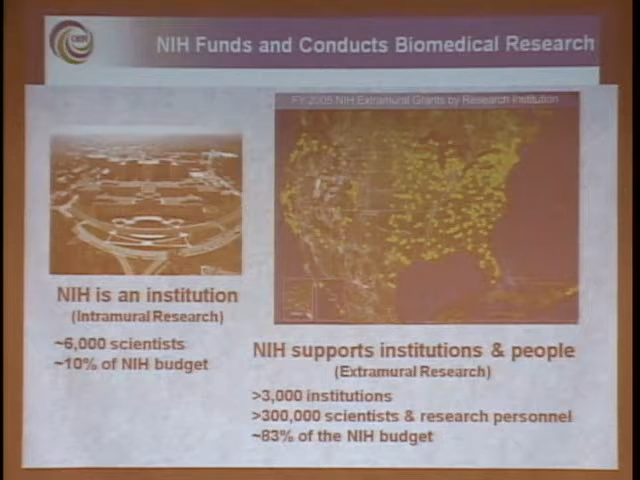 NIH Funds and Conducts Biomedical Research
FY 2005 NIH Extramural Grants by Research Institution
NIH is an institution
(Intramural Research)
~6,000 scientists
~10% of NIH budget
NIH supports institutions & people
(Extramural Research)
>3,000 institutions
>300,000 scientists & research personnel
~83% of the NIH budget